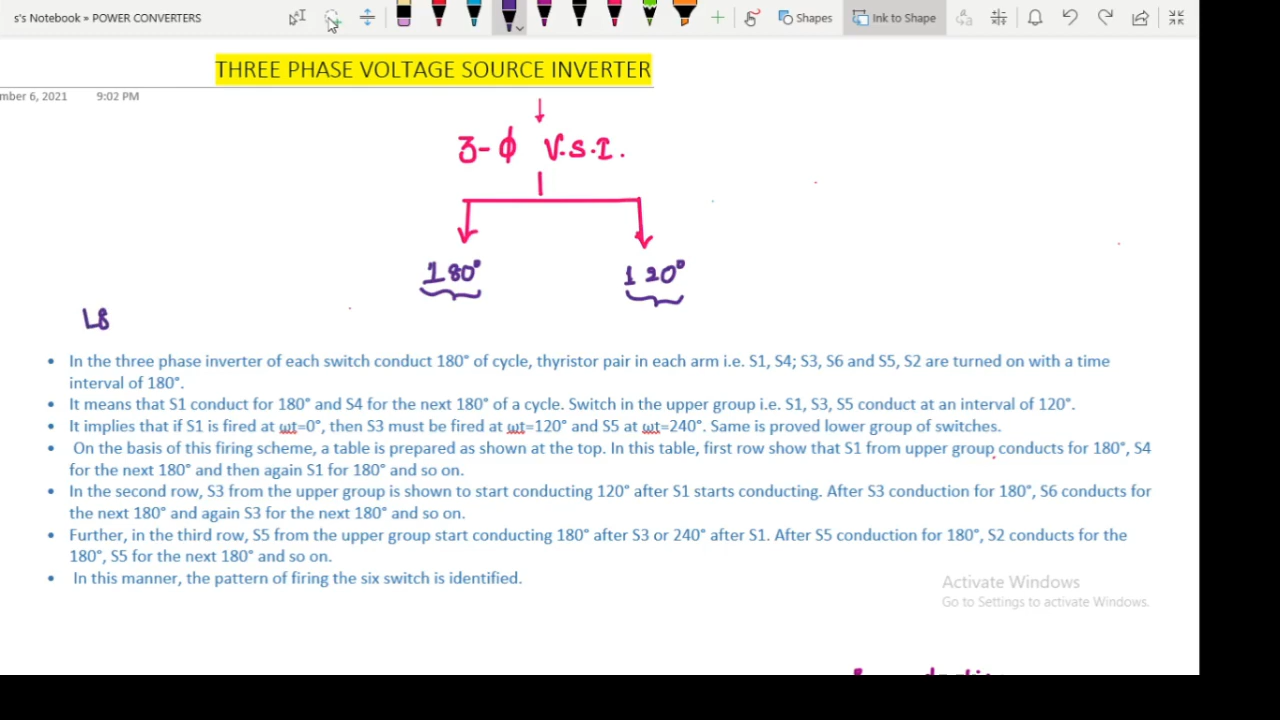 s's Notebook » POWER CONVERTERS
Shapes
Ink to Shape
THREE PHASE VOLTAGE SOURCE INVERTER
mber 6, 2021 9:02 PM
3-ϕ V.S.I.
180° 120°
• In the three phase inverter of each switch conduct 180° of cycle, thyristor pair in each arm i.e. S1, S4; S3, S6 and S5, S2 are turned on with a time
interval of 180°.
• It means that S1 conduct for 180° and S4 for the next 180° of a cycle. Switch in the upper group i.e. S1, S3, S5 conduct at an interval of 120°.
• It implies that if S1 is fired at ωt=0°, then S3 must be fired at ωt=120° and S5 at ωt=240°. Same is proved lower group of switches.
• On the basis of this firing scheme, a table is prepared as shown at the top. In this table, first row show that S1 from upper group conducts for 180°, S4
for the next 180° and then again S1 for 180° and so on.
• In the second row, S3 from the upper group is shown to start conducting 120° after S1 starts conducting. After S3 conduction for 180°, S6 conducts for
the next 180° and again S3 for the next 180° and so on.
• Further, in the third row, S5 from the upper group start conducting 180° after S3 or 240° after S1. After S5 conduction for 180°, S2 conducts for the
180°, S5 for the next 180° and so on.
• In this manner, the pattern of firing the six switch is identified.
Activate Windows
Go to Settings to activate Windows.